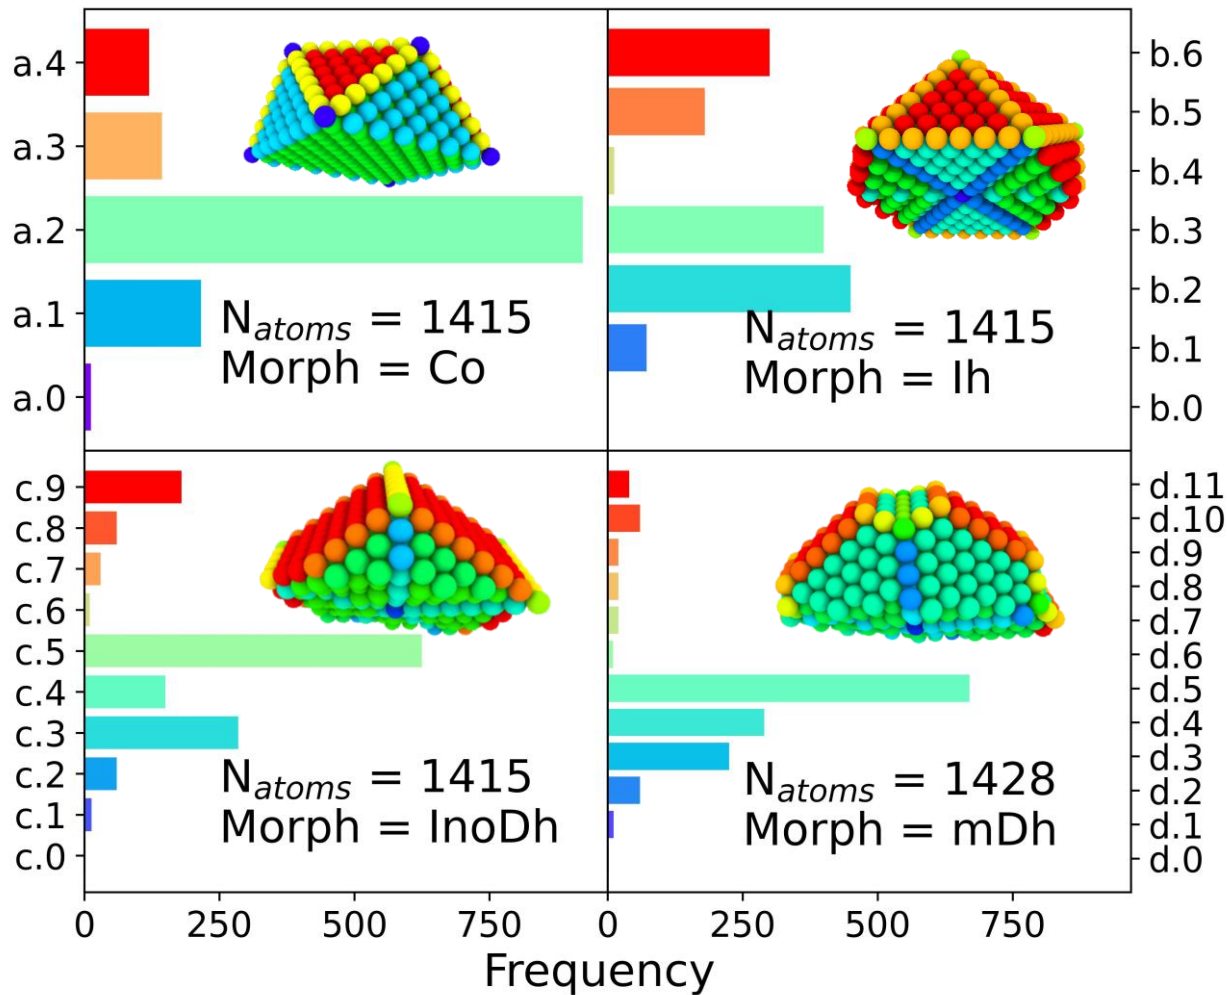 a.4
a.3
a.2
a.1
a.0
N_atoms = 1415
Morph = Co
b.6
b.5
b.4
b.3
b.2
b.1
b.0
N_atoms = 1415
Morph = Ih
c.9
c.8
c.7
c.6
c.5
c.4
c.3
c.2
c.1
c.0
N_atoms = 1415
Morph = InoDh
d.11
d.10
d.9
d.8
d.7
d.6
d.5
d.4
d.3
d.2
d.1
d.0
N_atoms = 1428
Morph = mDh
0 250 500 750 0 250 500 750
Frequency